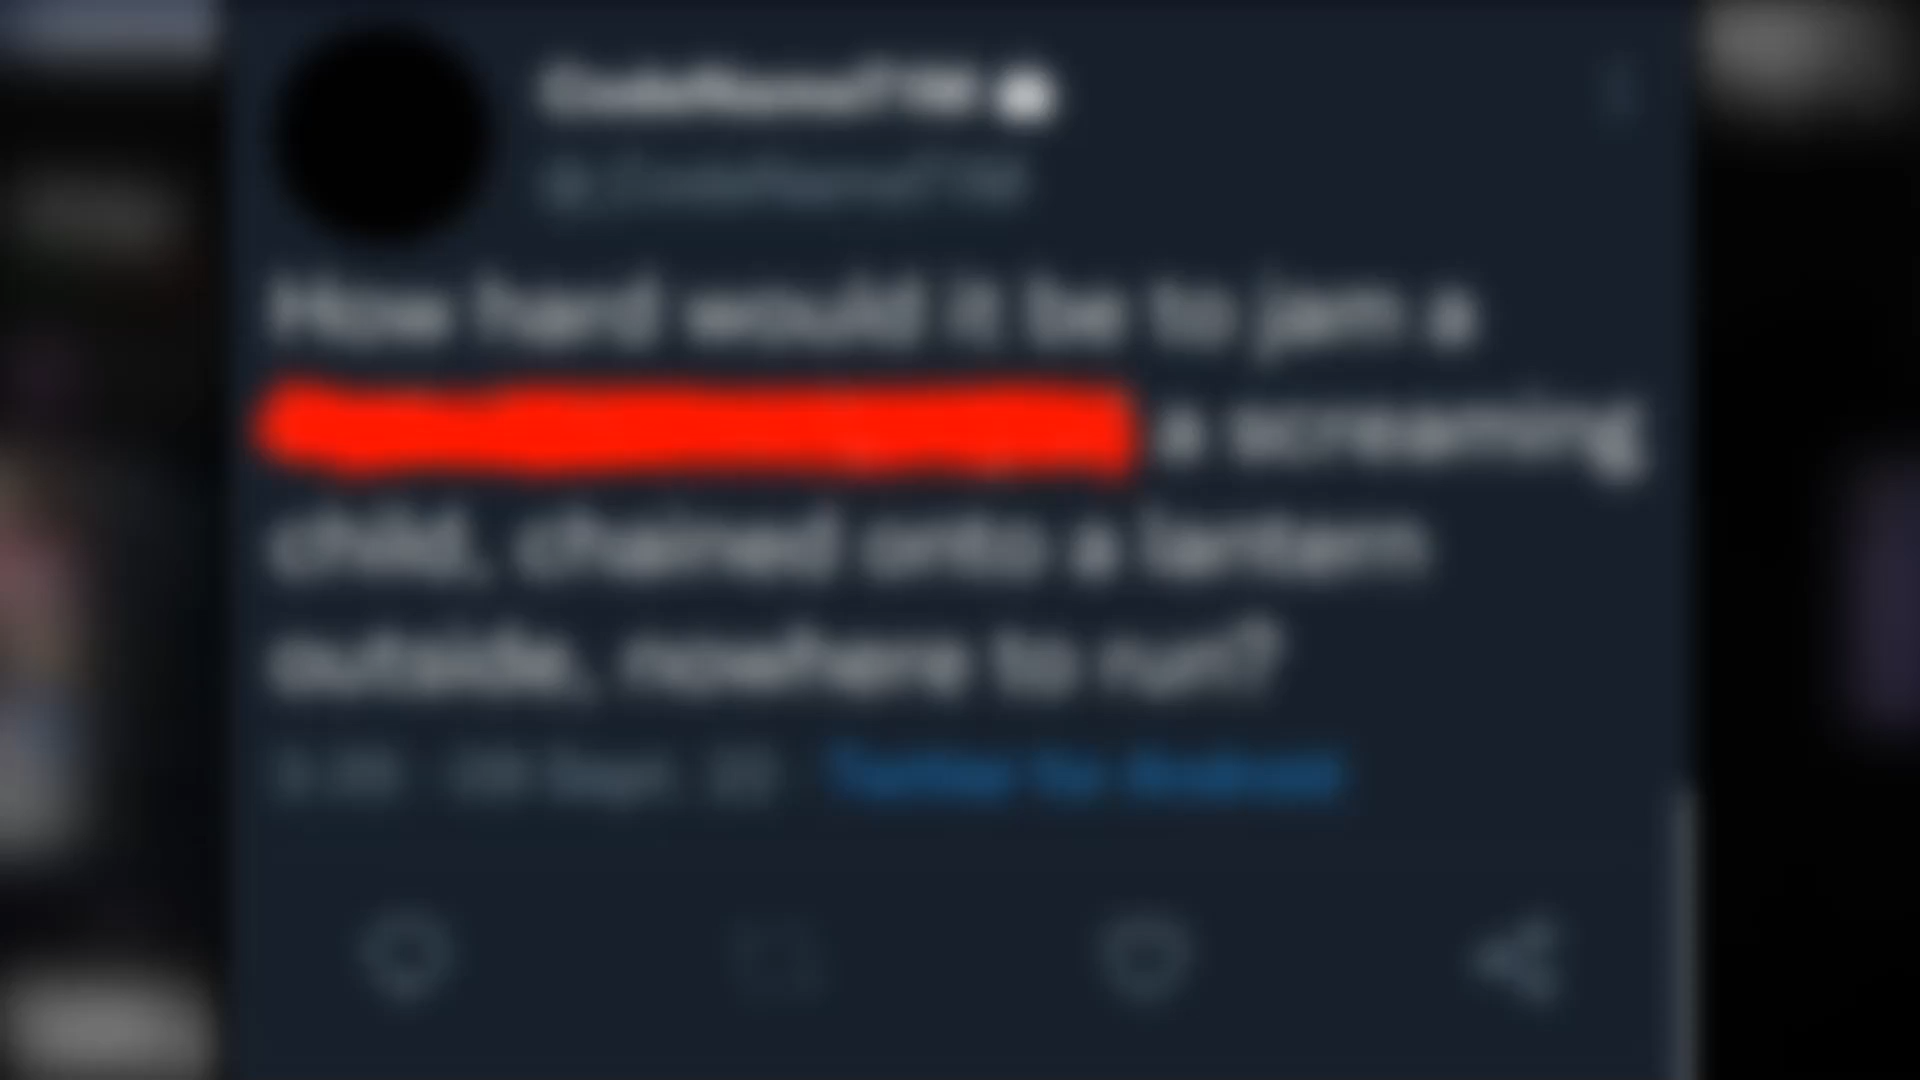 How hard would it be to jam a
a screaming
child, chained onto a lantern
outside, nowhere to run?
Twitter for Android